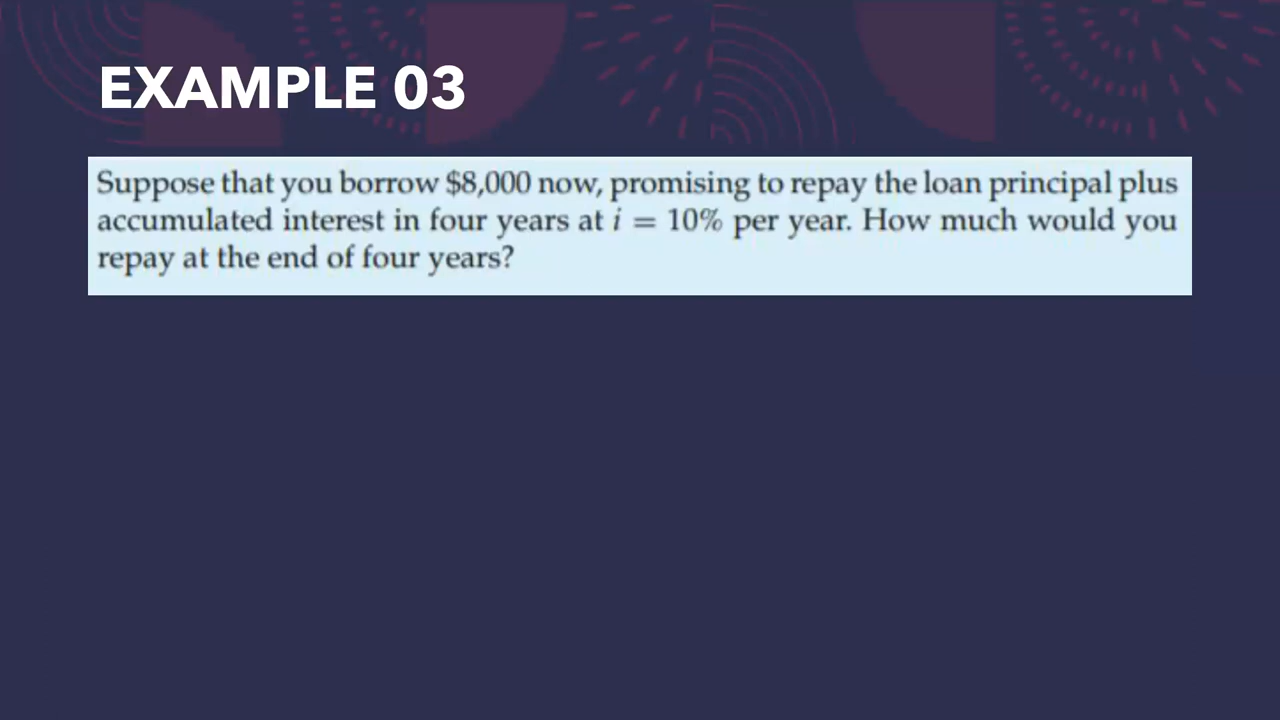 EXAMPLE 03
Suppose that you borrow $8,000 now, promising to repay the loan principal plus
accumulated interest in four years at i = 10% per year. How much would you
repay at the end of four years?